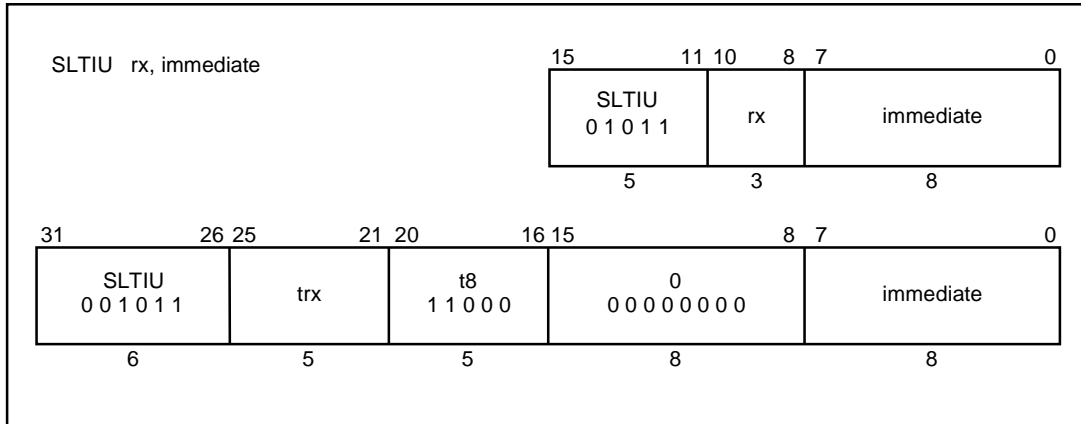 SLTIU rx, immediate
15 11 10 8 7 0
SLTIU
0 1 0 1 1
rx
immediate
5 3 8
31 26 25 21 20 16 15 8 7 0
SLTIU
0 0 1 0 1 1
trx
t8
1 1 0 0 0
0
0 0 0 0 0 0 0 0
immediate
6 5 5 8 8